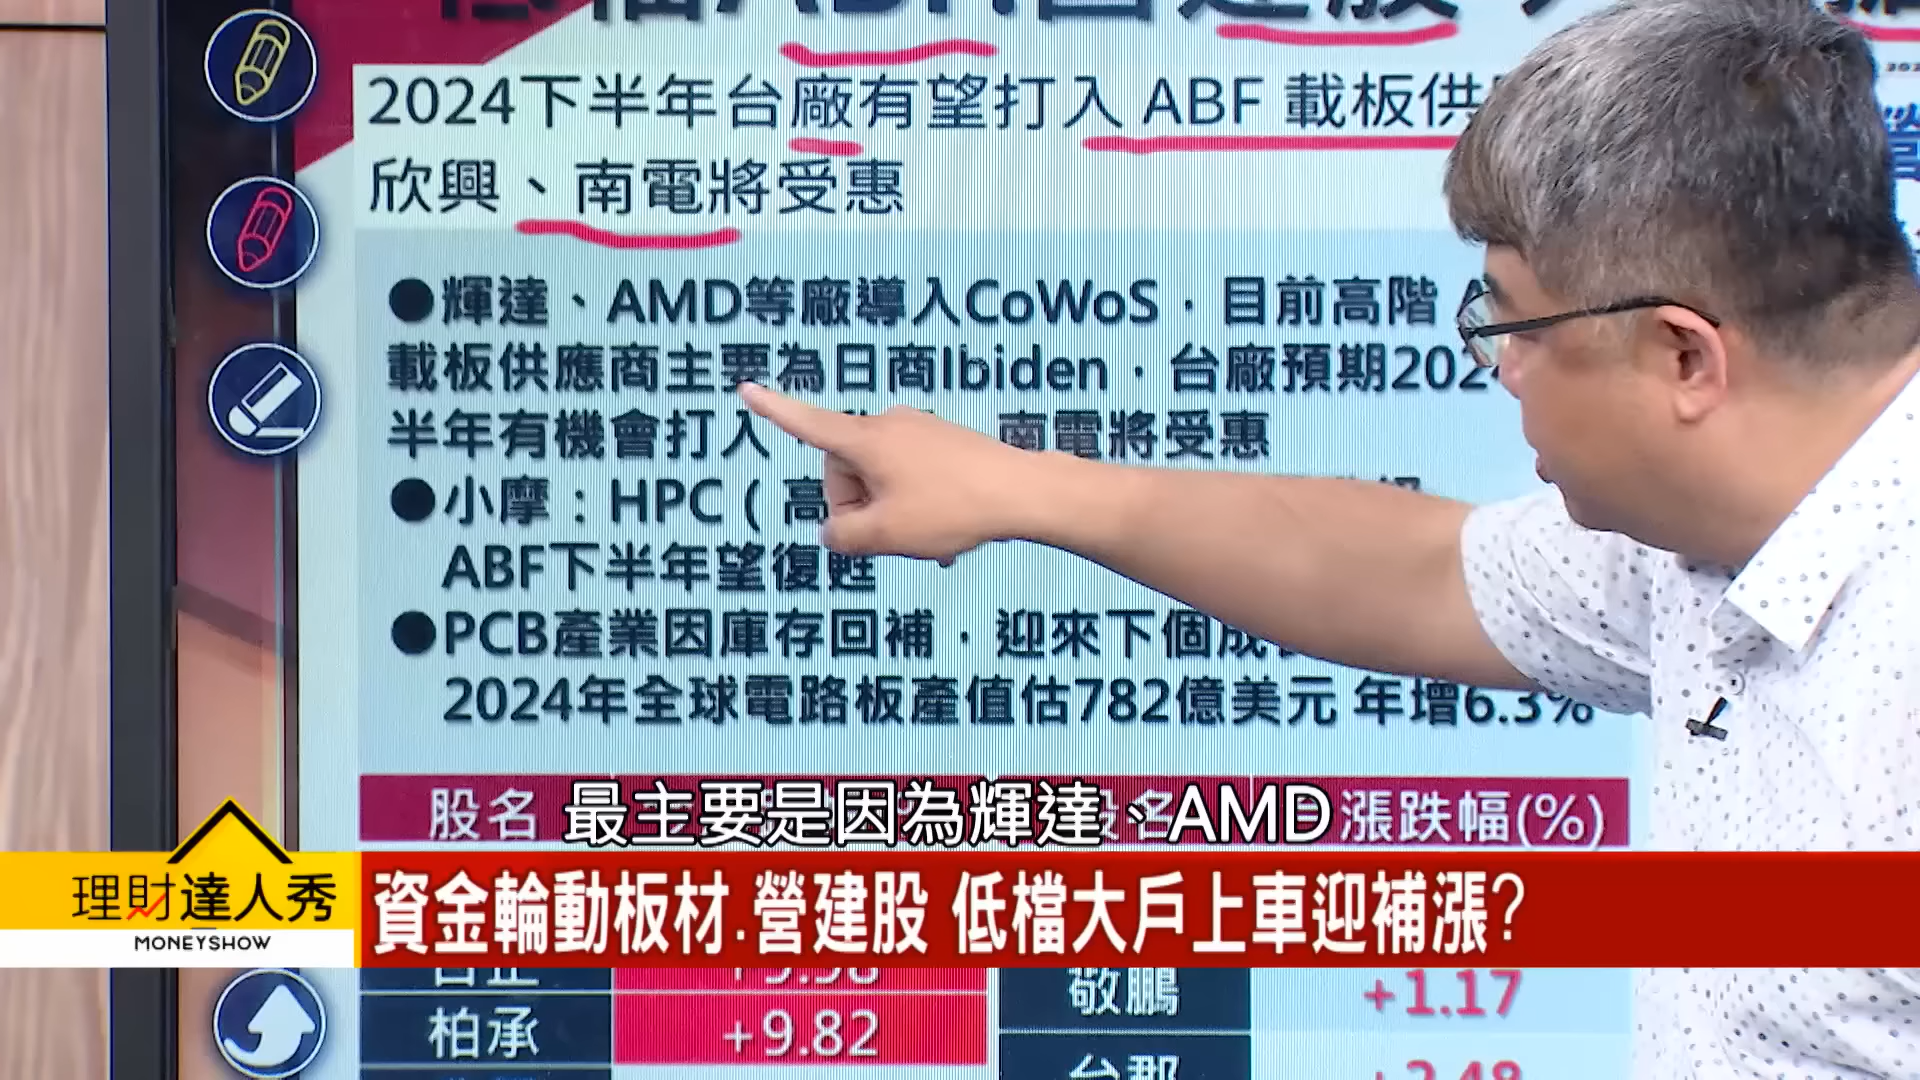 2024下半年台廠有望打入 ABF 載板供
欣興、南電將受惠
●輝達、AMD等廠導入CoWoS，目前高階
載板供應商主要為日商Ibiden，台廠預期202
半年有機會打入 南電將受惠
●小摩：HPC（高
ABF下半年望復甦
●PCB產業因庫存回補，迎來下個成
2024年全球電路板產值估782億美元 年增6.3%
股名 股名 漲跌幅(%)
最主要是因為輝達、AMD
理財達人秀
MONEYSHOW
資金輪動板材.營建股 低檔大戶上車迎補漲?
敬鵬 +1.17
柏承 +9.82